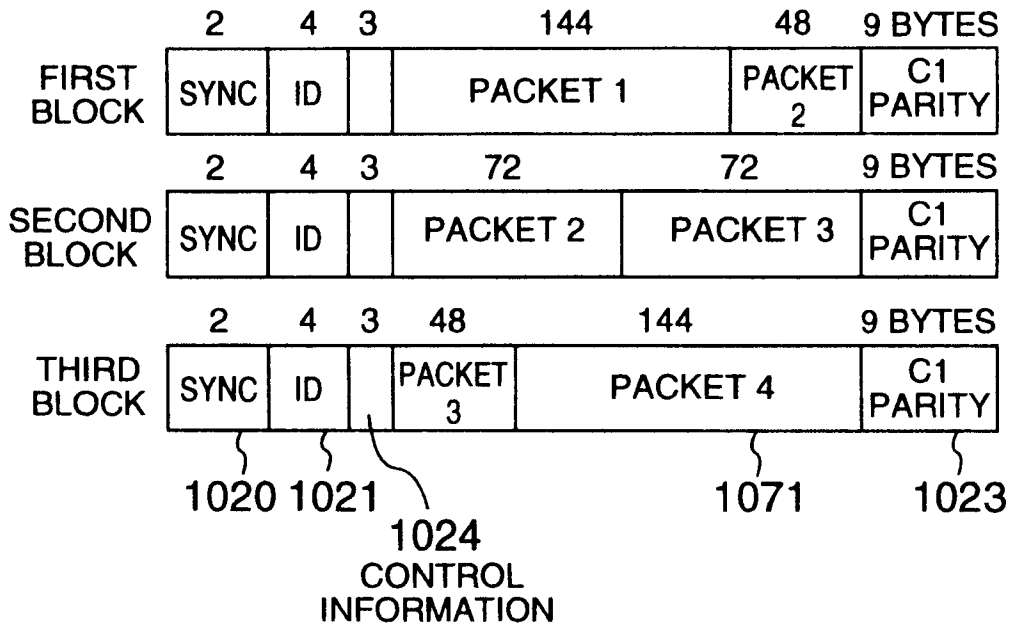 2 4 3 144 48 9 BYTES
FIRST BLOCK SYNC ID PACKET 1 PACKET 2 C1 PARITY
2 4 3 72 72 9 BYTES
SECOND BLOCK SYNC ID PACKET 2 PACKET 3 C1 PARITY
2 4 3 48 144 9 BYTES
THIRD BLOCK SYNC ID PACKET 3 PACKET 4 C1 PARITY
1020 1021 1071 1023
1024
CONTROL
INFORMATION